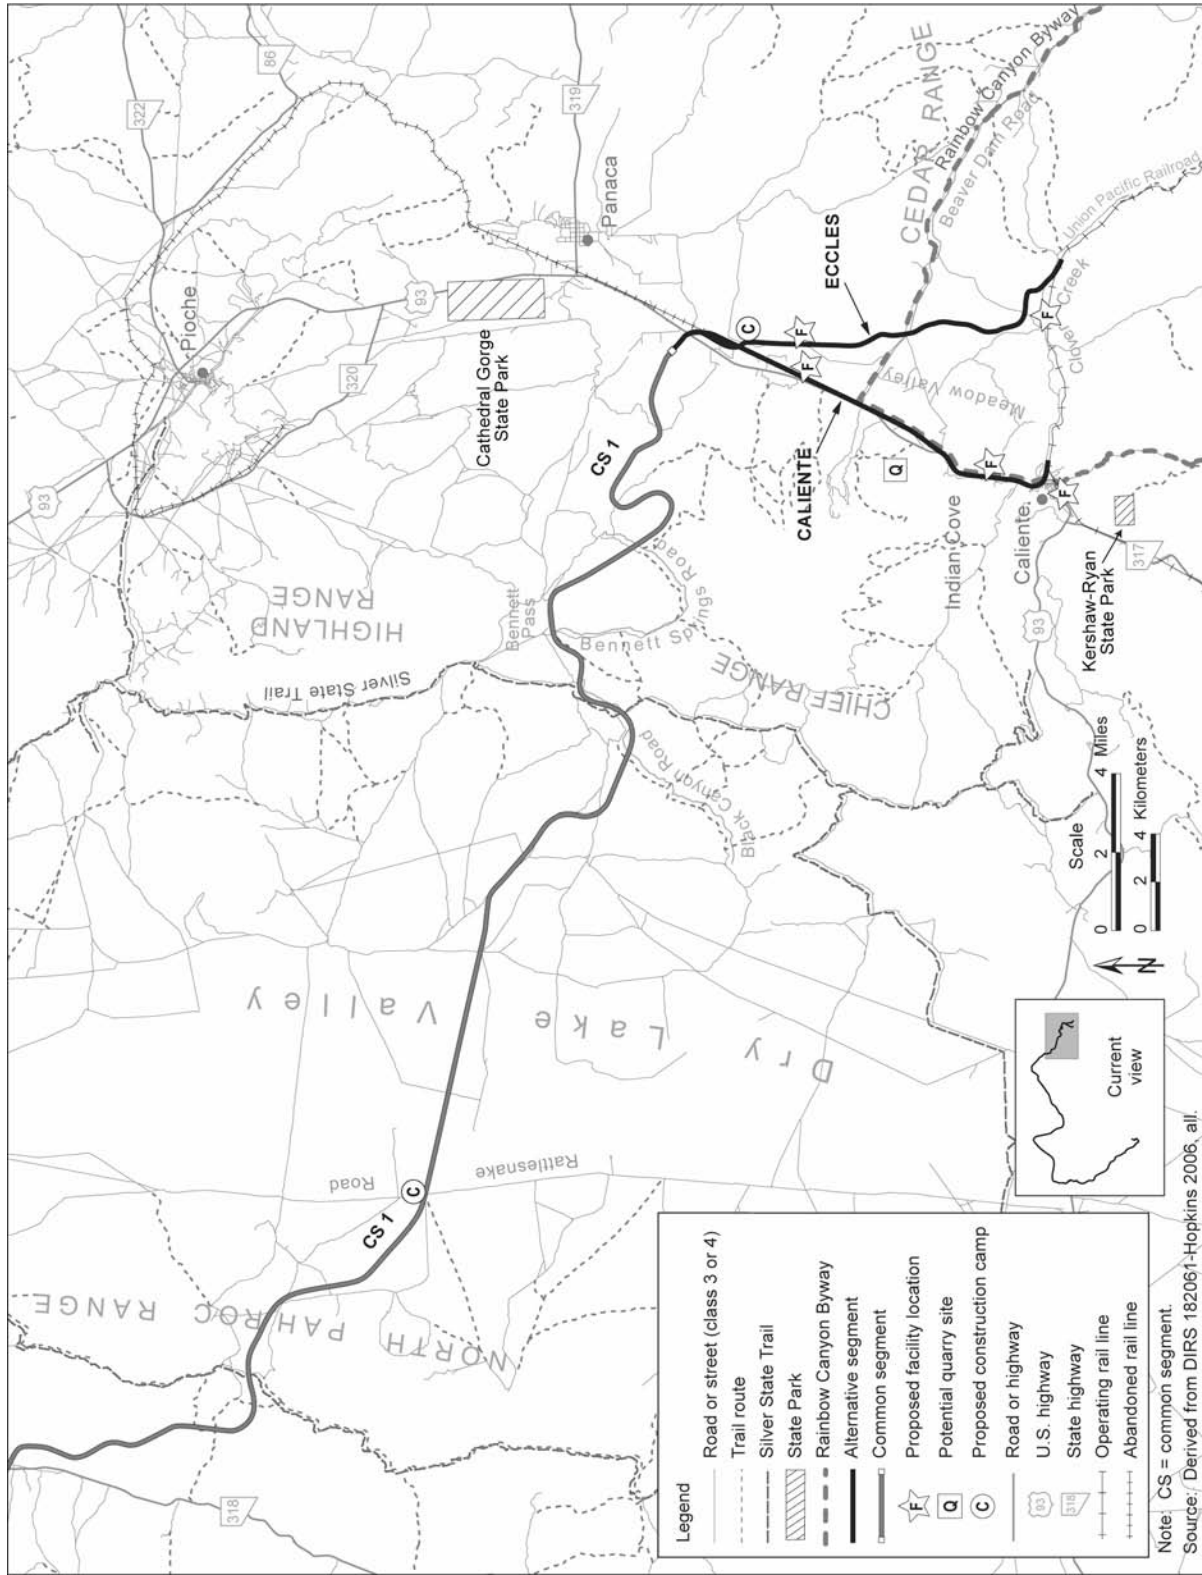 322
86
93
Pioche
319
320
93
Cathedral Gorge
State Park
Panaca
HIGHLAND
RANGE
Silver State Trail
Bennett
Pass
Bennett Springs Road
CS 1
C
F
F
ECCLES
CEDAR RANGE
Rainbow Canyon Byway
Beaver Dam Road
Union Pacific Railroad
Clover Creek
F
Meadow Valley
CALIENTE
Q
F
Indian Cove
Caliente
F
93
317
Kershaw-Ryan
State Park
CHIEF RANGE
Black Canyon Road
Dry Lake Valley
Rattlesnake Road
C
CS 1
NORTH PAHROC RANGE
318
Scale
0 2 4 Miles
0 2 4 Kilometers
N
Current
view
Legend
Road or street (class 3 or 4)
Trail route
Silver State Trail
State Park
Rainbow Canyon Byway
Alternative segment
Common segment
F Proposed facility location
Q Potential quarry site
C Proposed construction camp
Road or highway
93 U.S. highway
318 State highway
Operating rail line
Abandoned rail line
Note: CS = common segment.
Source: Derived from DIRS 182061-Hopkins 2006, all.